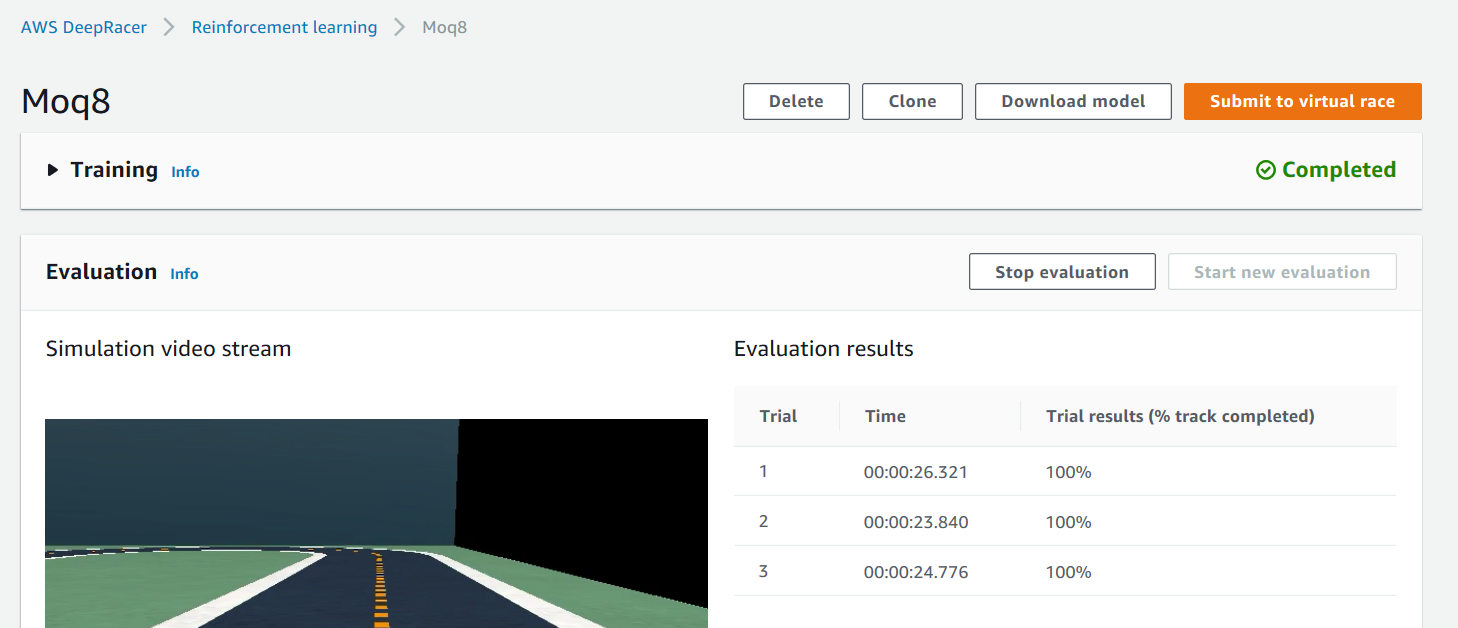 AWS DeepRacer > Reinforcement learning > Moq8
Moq8
Delete Clone Download model Submit to virtual race
Training Info
Completed
Evaluation Info
Stop evaluation Start new evaluation
Simulation video stream
Evaluation results
Trial Time Trial results (% track completed)
1 00:00:26.321 100%
2 00:00:23.840 100%
3 00:00:24.776 100%